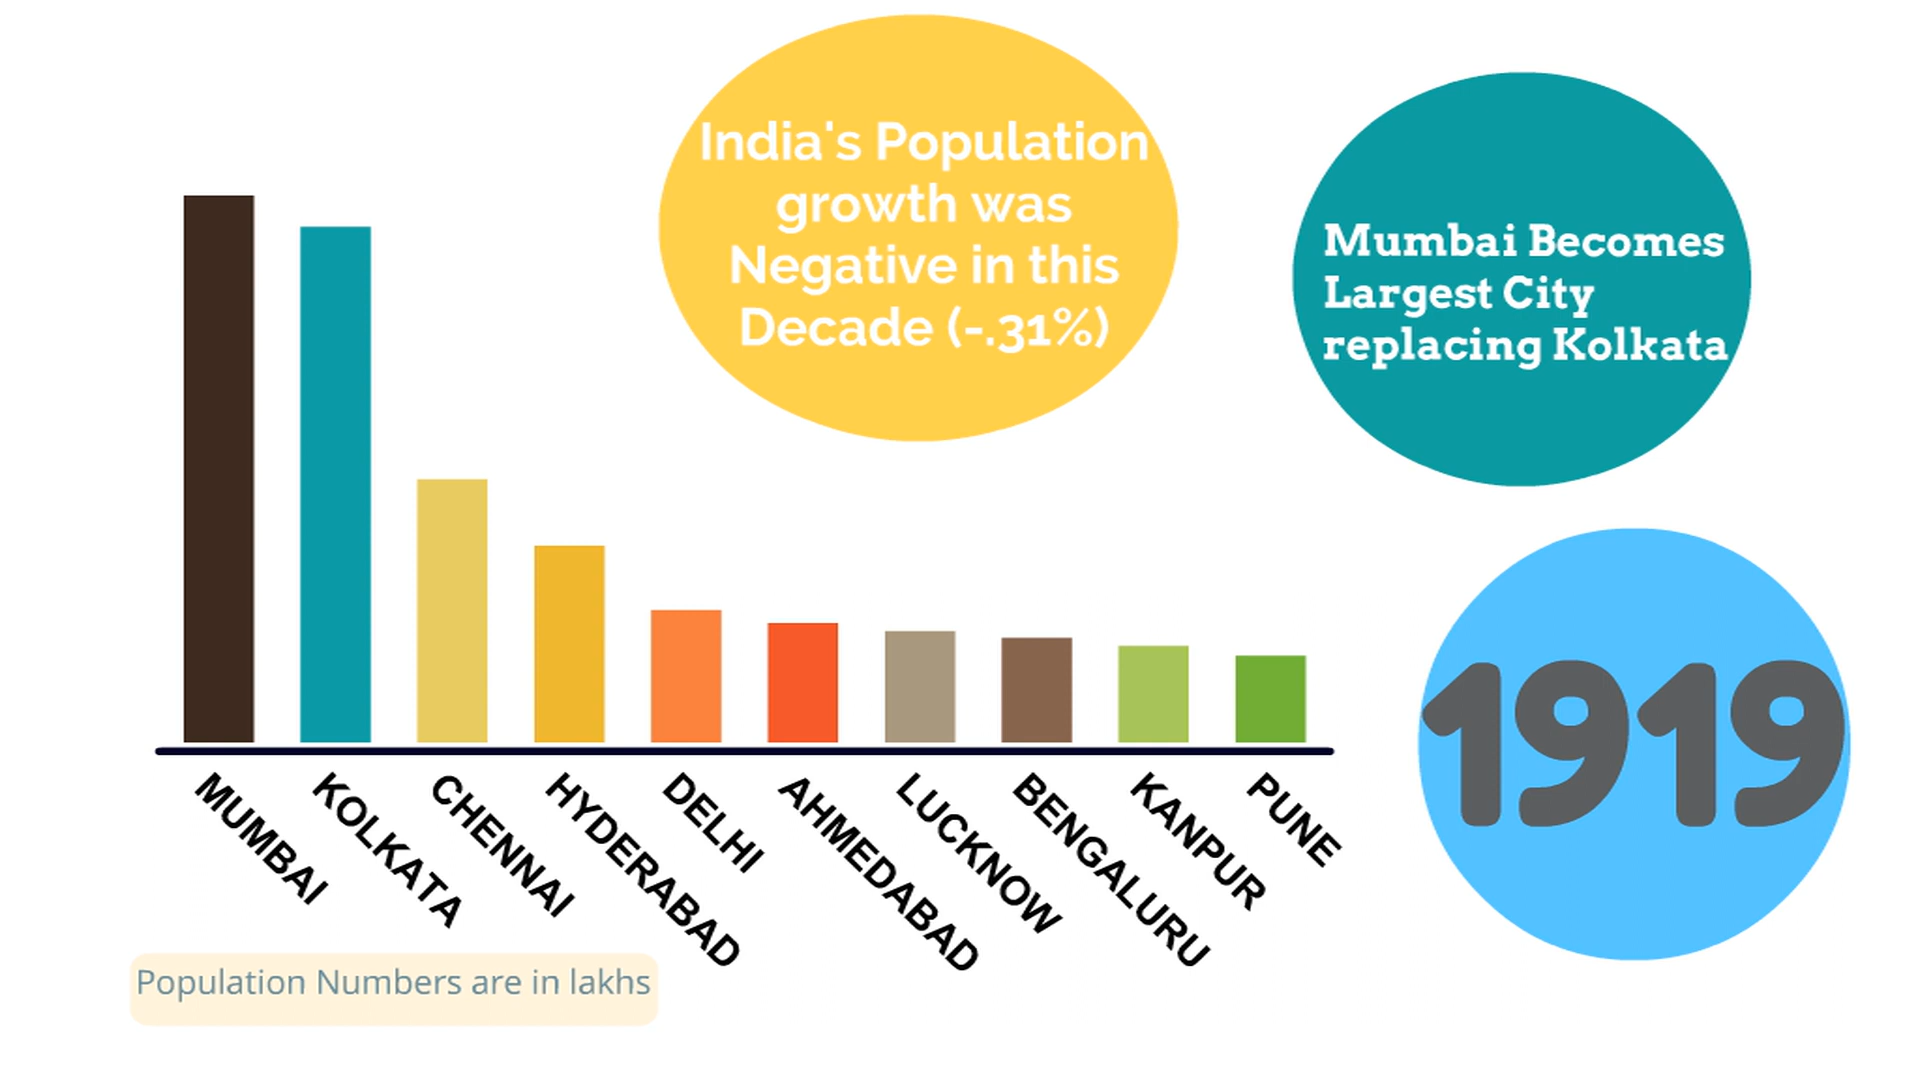 India's Population
growth was
Negative in this
Decade (-.31%)
Mumbai Becomes
Largest City
replacing Kolkata
1919
MUMBAI
KOLKATA
CHENNAI
HYDERABAD
DELHI
AHMEDABAD
LUCKNOW
BENGALURU
KANPUR
PUNE
Population Numbers are in lakhs